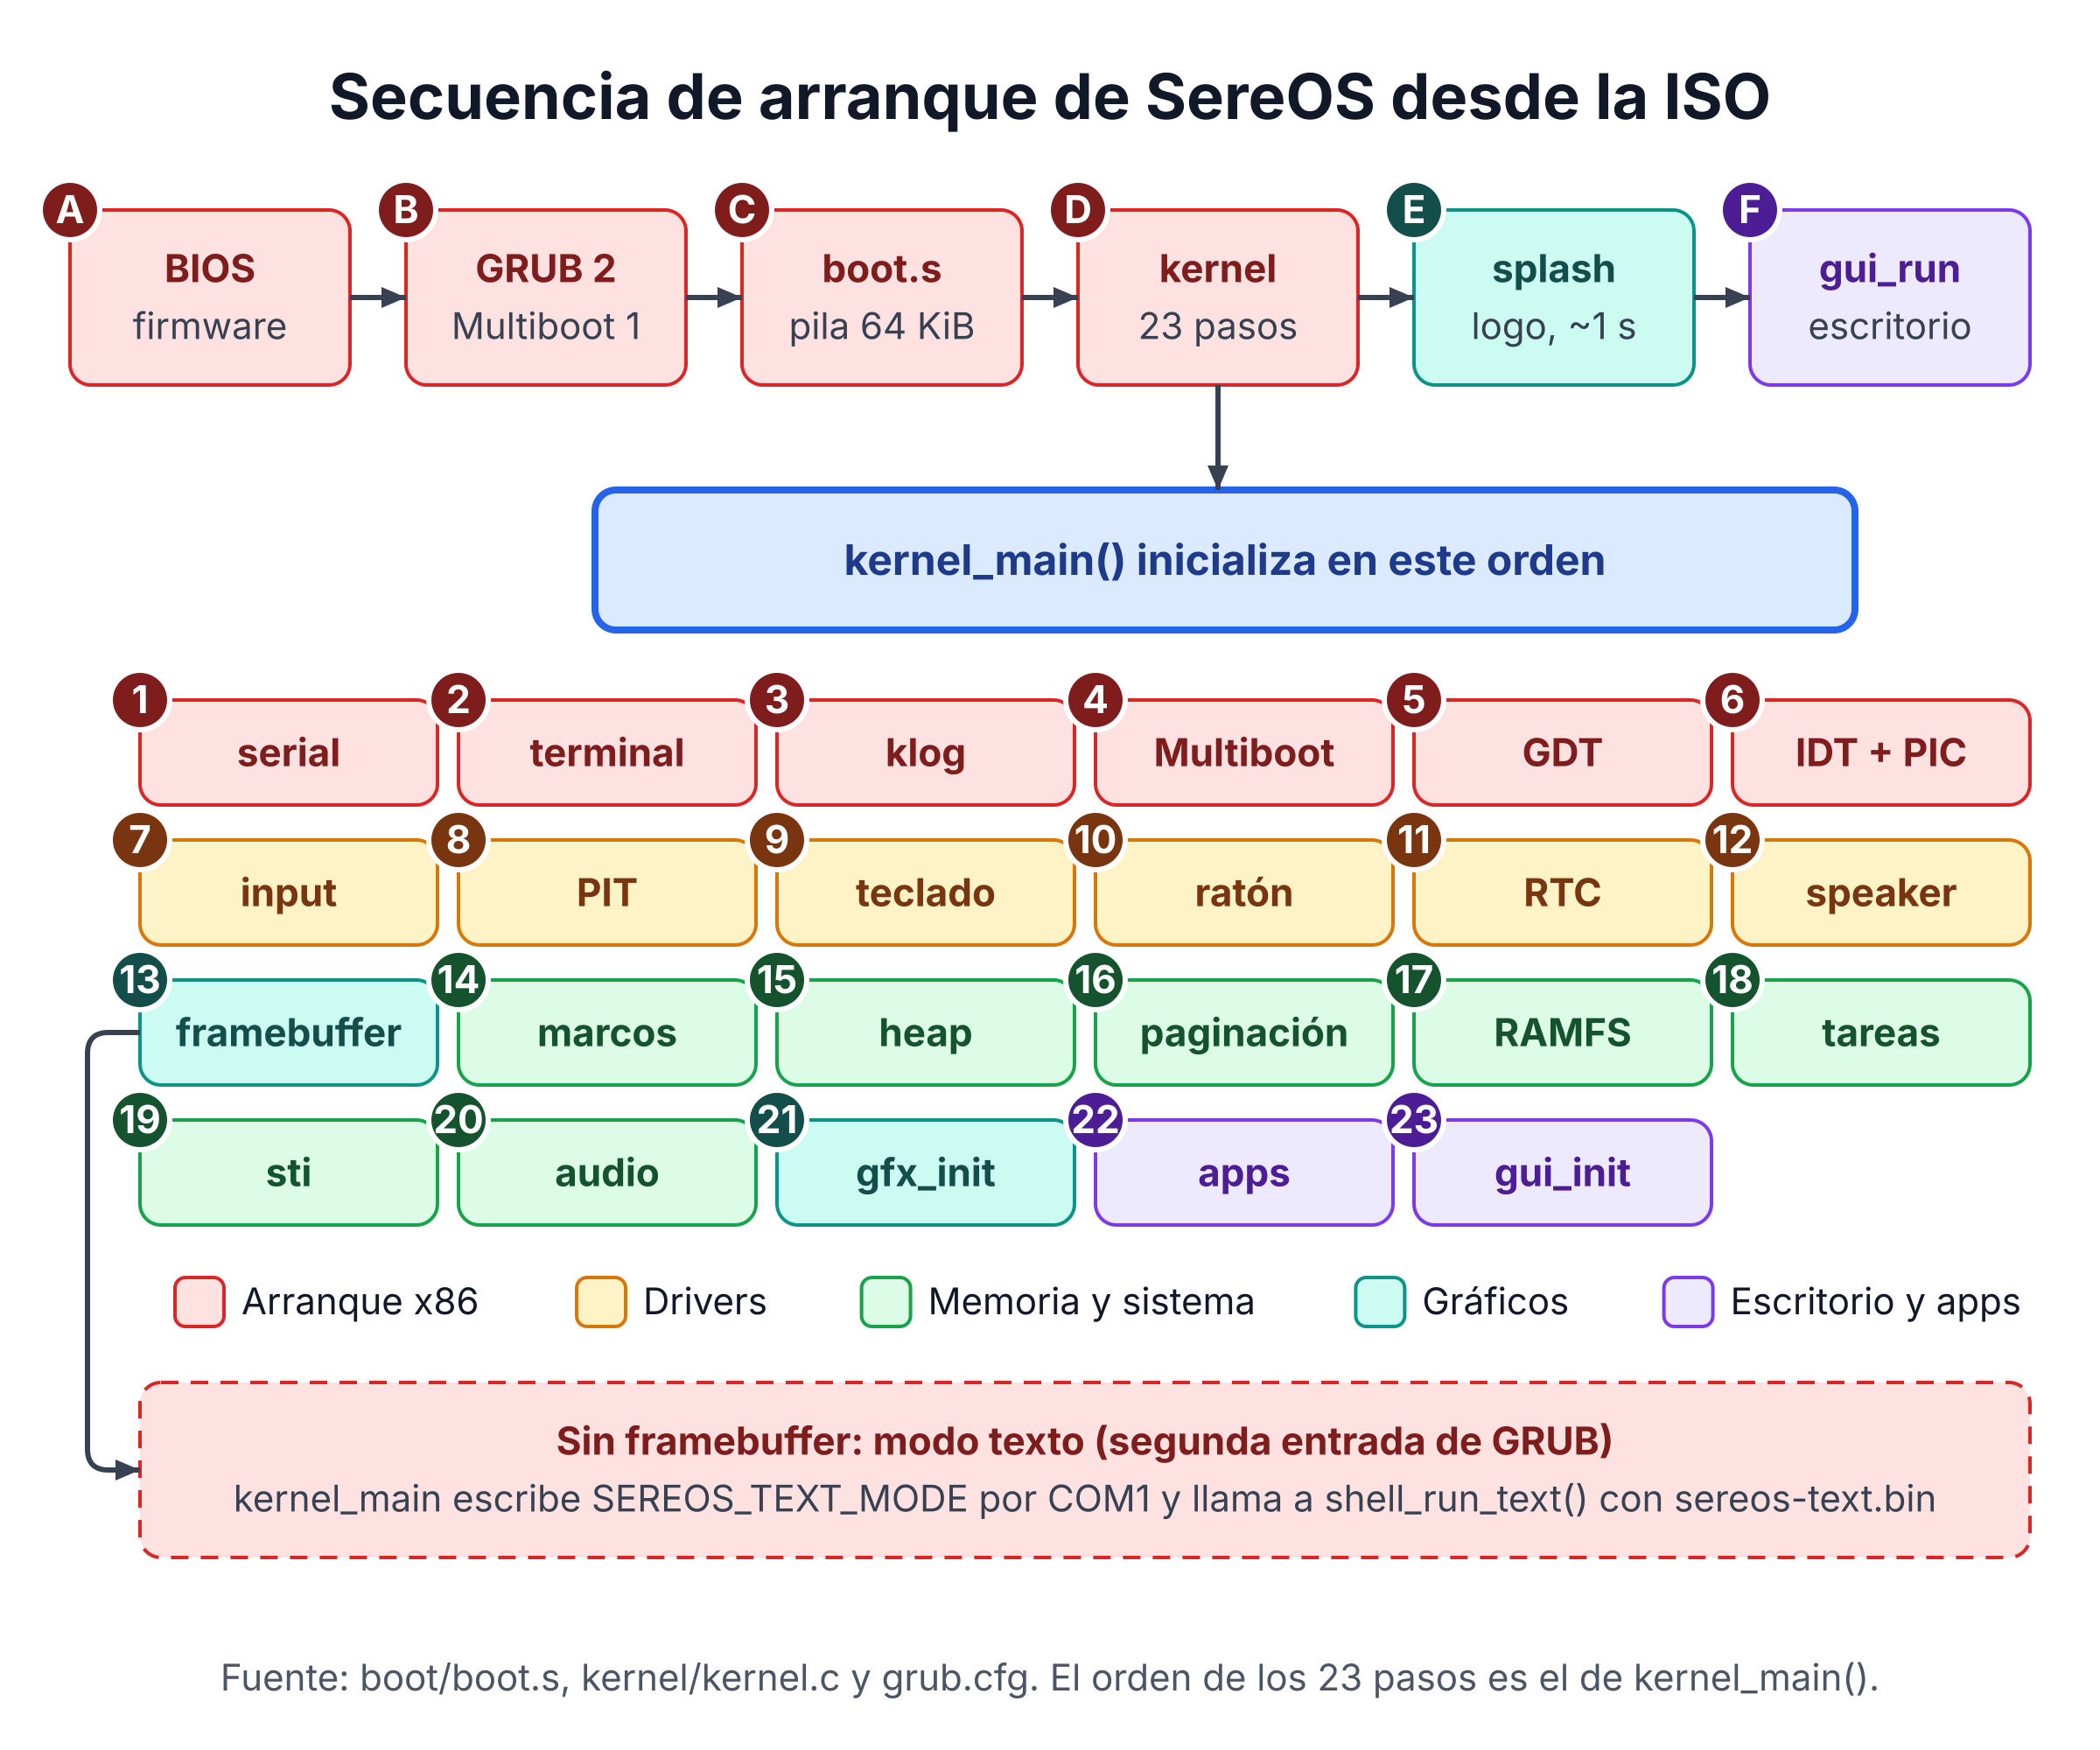 Secuencia de arranque de SereOS desde la ISO
A
BIOS
firmware
B
GRUB 2
Multiboot 1
C
boot.s
pila 64 KiB
D
kernel
23 pasos
E
splash
logo, ~1 s
F
gui_run
escritorio
kernel_main() inicializa en este orden
1
serial
2
terminal
3
klog
4
Multiboot
5
GDT
6
IDT + PIC
7
input
8
PIT
9
teclado
10
ratón
11
RTC
12
speaker
13
framebuffer
14
marcos
15
heap
16
paginación
17
RAMFS
18
tareas
19
sti
20
audio
21
gfx_init
22
apps
23
gui_init
Arranque x86
Drivers
Memoria y sistema
Gráficos
Escritorio y apps
Sin framebuffer: modo texto (segunda entrada de GRUB)
kernel_main escribe SEREOS_TEXT_MODE por COM1 y llama a shell_run_text() con sereos-text.bin
Fuente: boot/boot.s, kernel/kernel.c y grub.cfg. El orden de los 23 pasos es el de kernel_main().